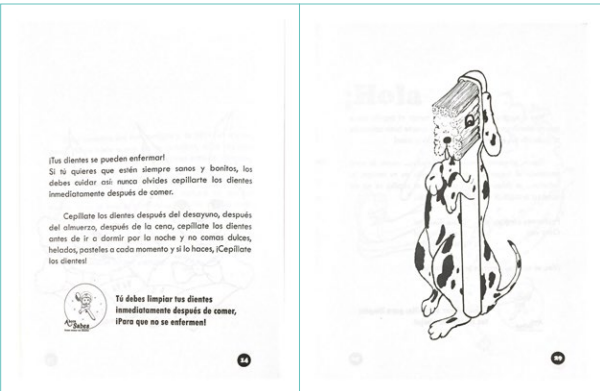 ¡Tus dientes se pueden enfermar!
Si tú quieres que estén siempre sanos y bonitos, los
debes cuidar así: nunca olvides cepillarte los dientes
inmediatamente después de comer.
Cepíllate los dientes después del desayuno, después
del almuerzo, después de la cena, cepíllate los dientes
antes de ir a dormir por la noche y no comas dulces,
helados, pasteles a cada momento y si lo haces, ¡Cepíllate
los dientes!
Tú debes limpiar tus dientes
inmediatamente después de comer,
¡Para que no se enfermen!
Sabes
24
29